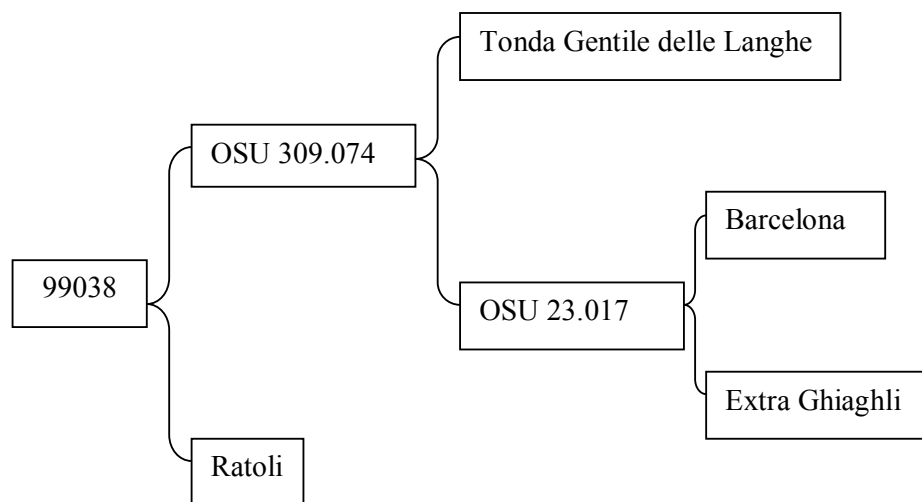 Tonda Gentile delle Langhe
OSU 309.074
Barcelona
99038
OSU 23.017
Extra Ghiaghli
Ratoli